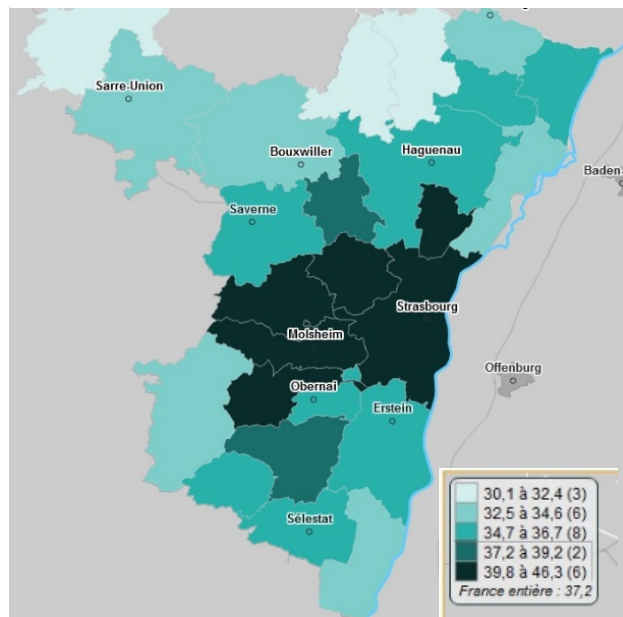 Sarre-Union
Bouxwiller
Haguenau
Baden-
Saverne
Strasbourg
Molsheim
Offenburg
Obernai
Erstein
Sélestat
30,1 à 32,4 (3)
32,5 à 34,6 (6)
34,7 à 36,7 (8)
37,2 à 39,2 (2)
39,8 à 46,3 (6)
France entière : 37,2